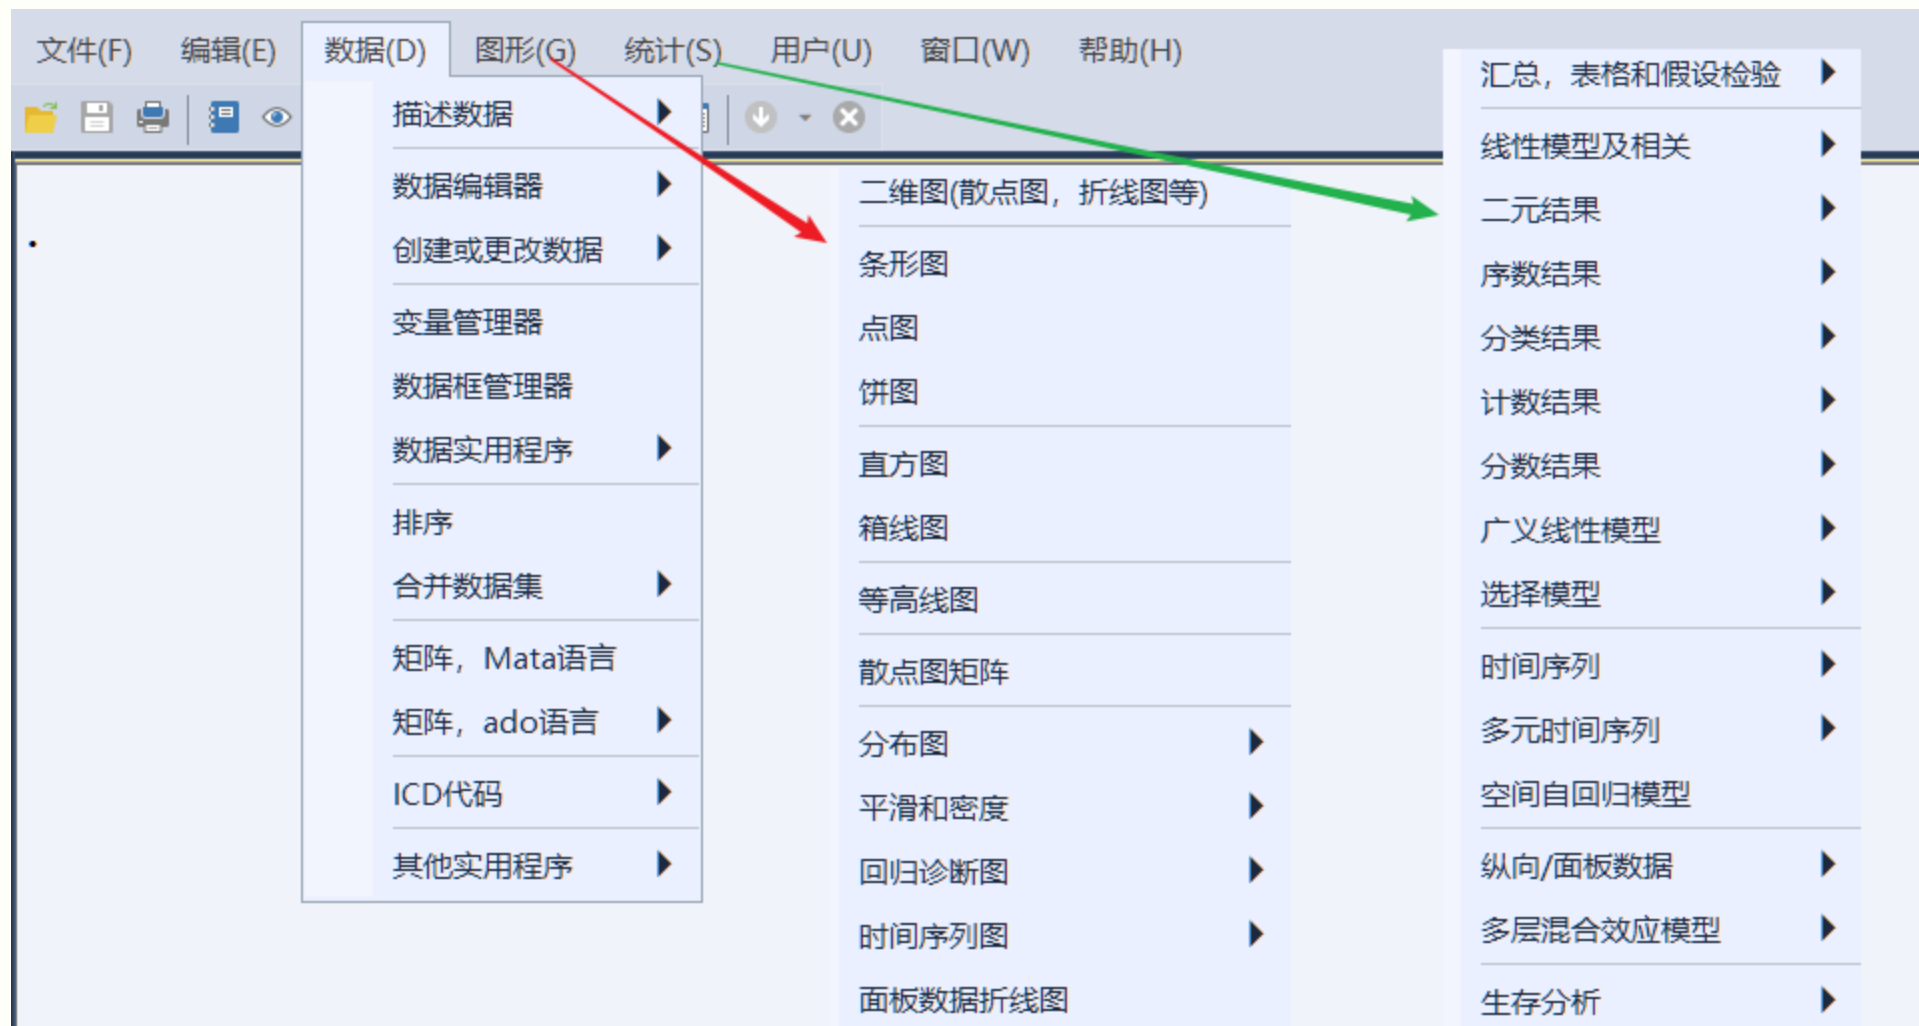 文件(F) 编辑(E) 数据(D) 图形(G) 统计(S) 用户(U) 窗口(W) 帮助(H)
描述数据
数据编辑器
创建或更改数据
变量管理器
数据框管理器
数据实用程序
排序
合并数据集
矩阵，Mata语言
矩阵，ado语言
ICD代码
其他实用程序
二维图(散点图，折线图等)
条形图
点图
饼图
直方图
箱线图
等高线图
散点图矩阵
分布图
平滑和密度
回归诊断图
时间序列图
面板数据折线图
汇总，表格和假设检验
线性模型及相关
二元结果
序数结果
分类结果
计数结果
分数结果
广义线性模型
选择模型
时间序列
多元时间序列
空间自回归模型
纵向/面板数据
多层混合效应模型
生存分析